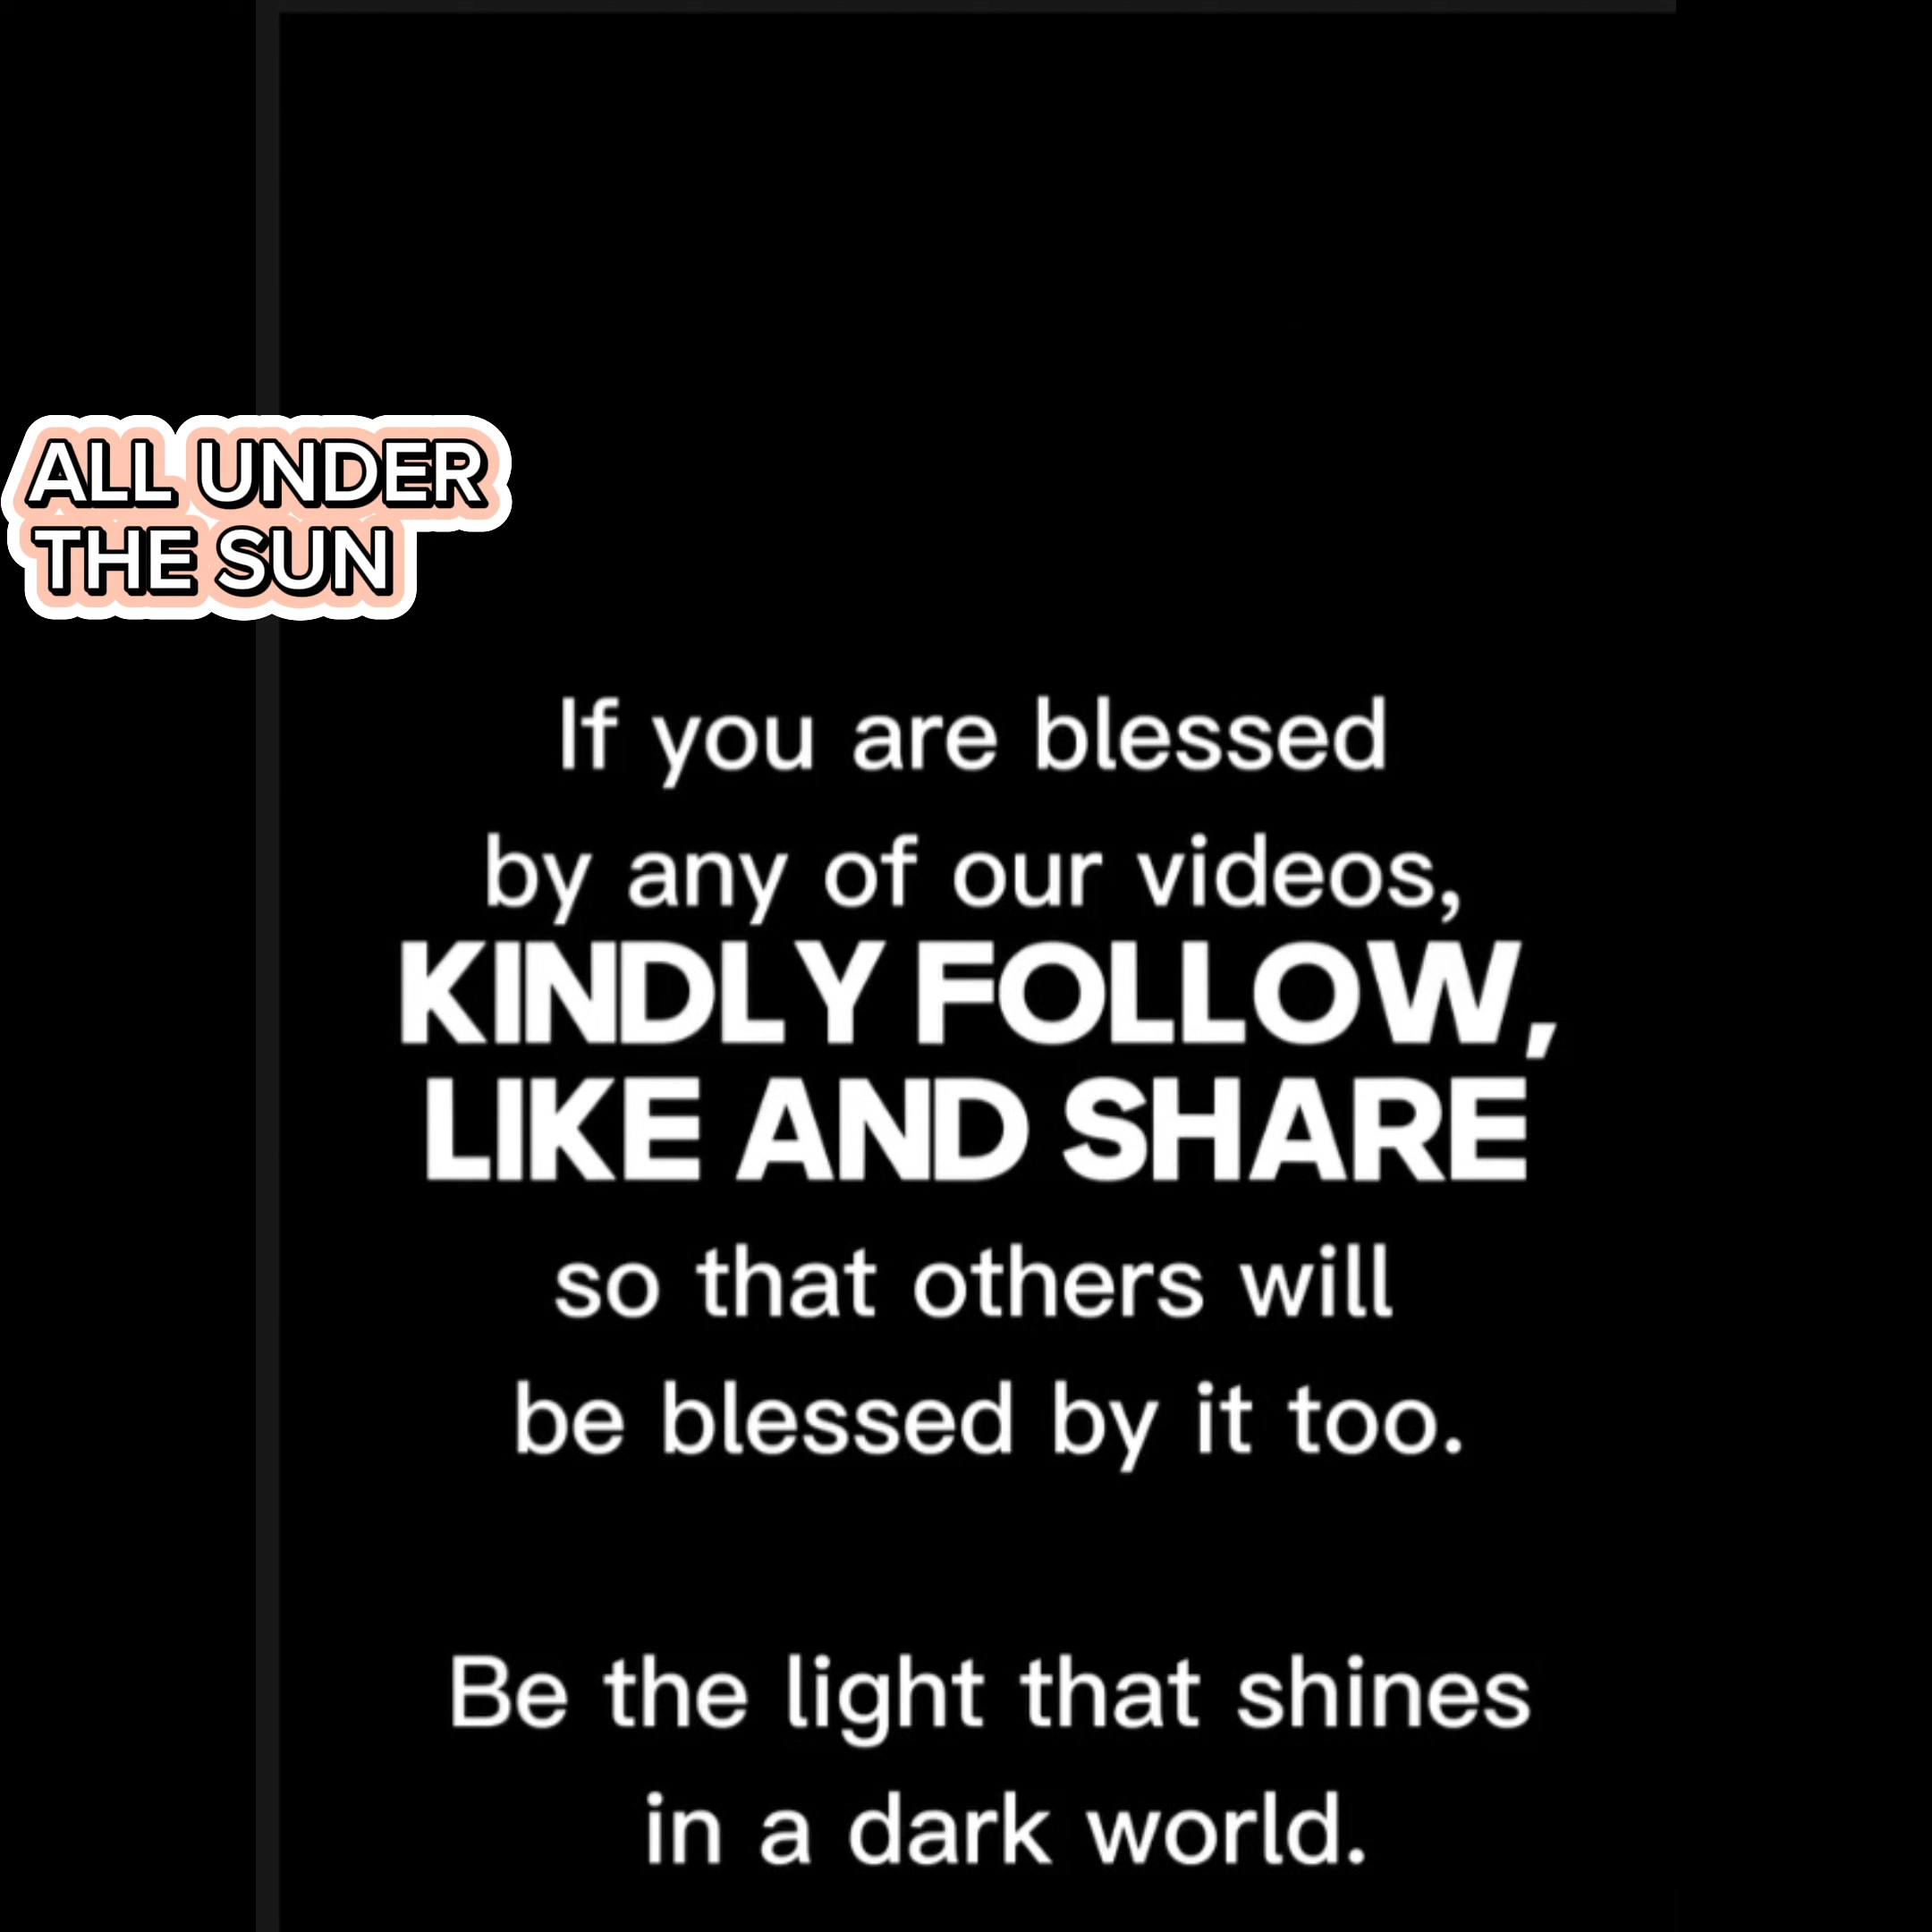 ALL UNDER
THE SUN
If you are blessed
by any of our videos,
KINDLY FOLLOW,
LIKE AND SHARE
so that others will
be blessed by it too.
Be the light that shines
in a dark world.